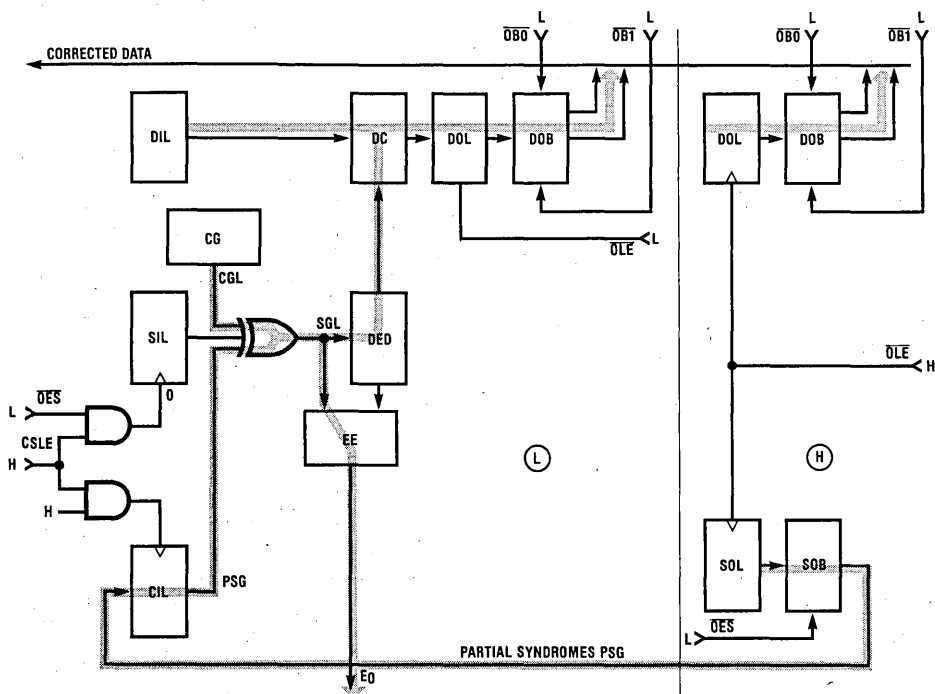 L
L
L
L
OB0
OB1
OB0
OB1
CORRECTED DATA
DIL
DC
DOL
DOB
DOL
DOB
CG
OLE
L
CGL
SIL
SGL
DED
OLE
H
O
L
OES
EE
CSLE
H
L
H
H
CIL
PSG
SOL
SOB
L
OES
PARTIAL SYNDROMES PSG
E0